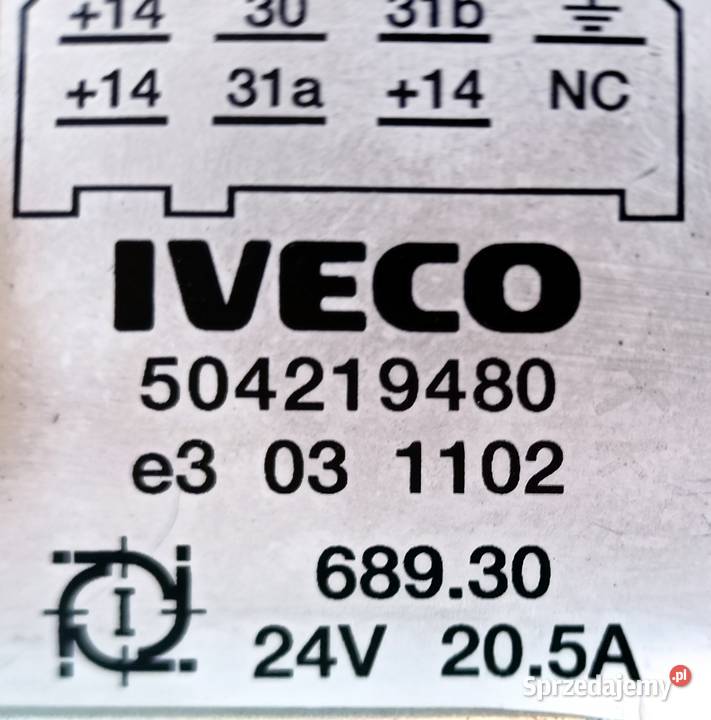 +14 30 31b
+14 31a +14 NC
IVECO
504219480
e3 03 1102
I
689.30
24V 20.5A
Sprzedajemy.pl